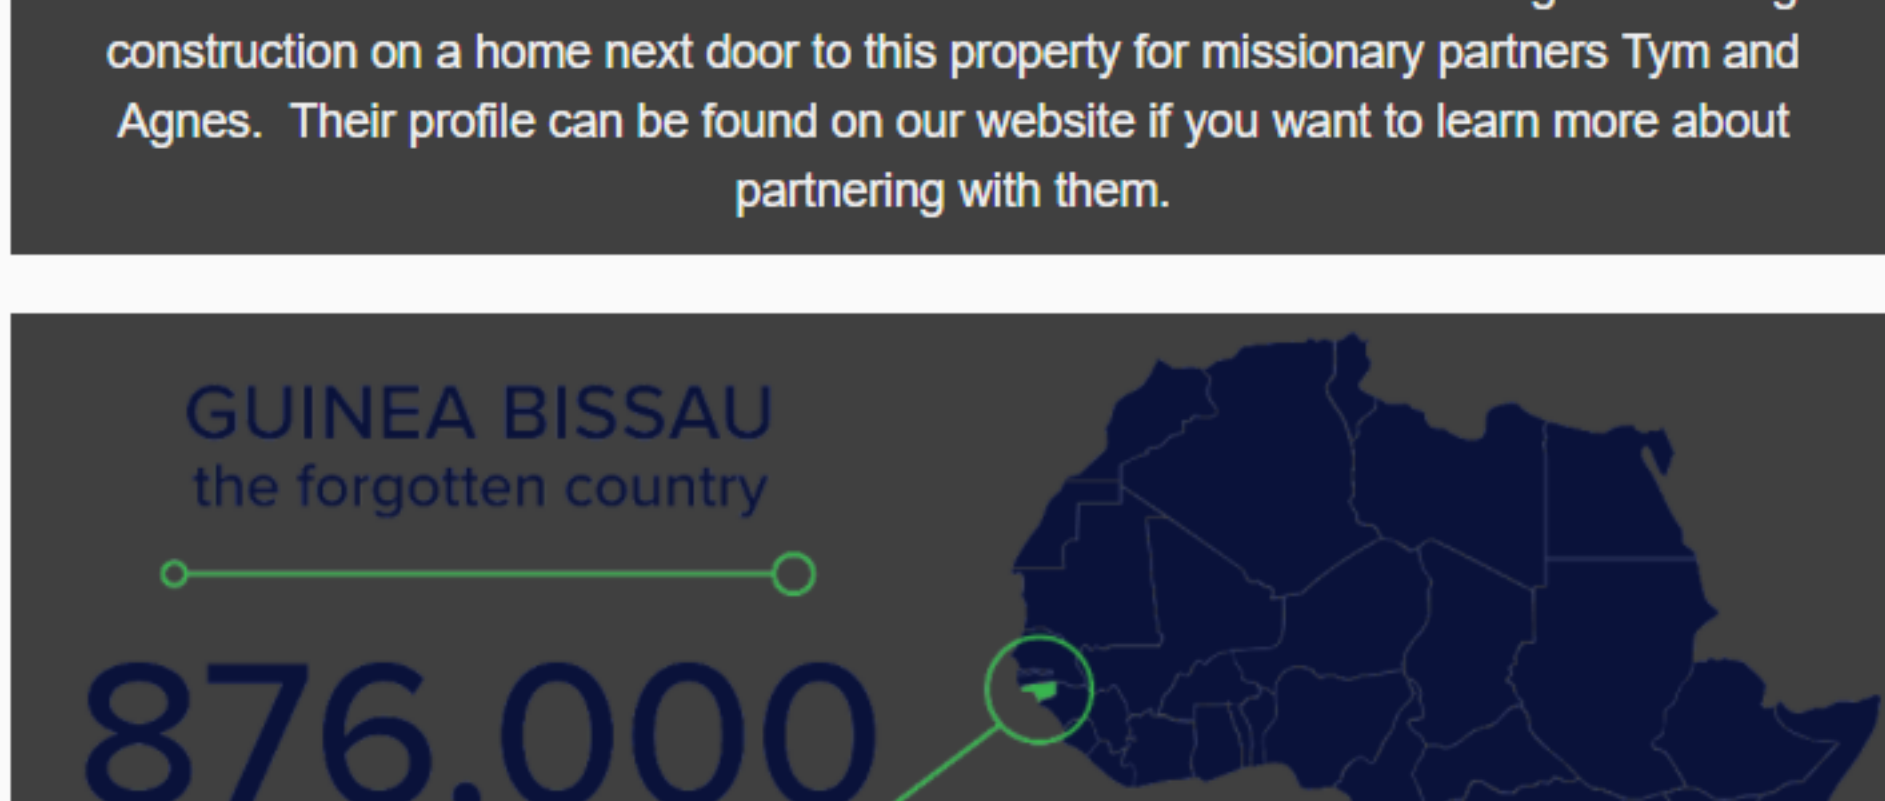 construction on a home next door to this property for missionary partners Tym and
Agnes.  Their profile can be found on our website if you want to learn more about
partnering with them.
GUINEA BISSAU
the forgotten country
876,000